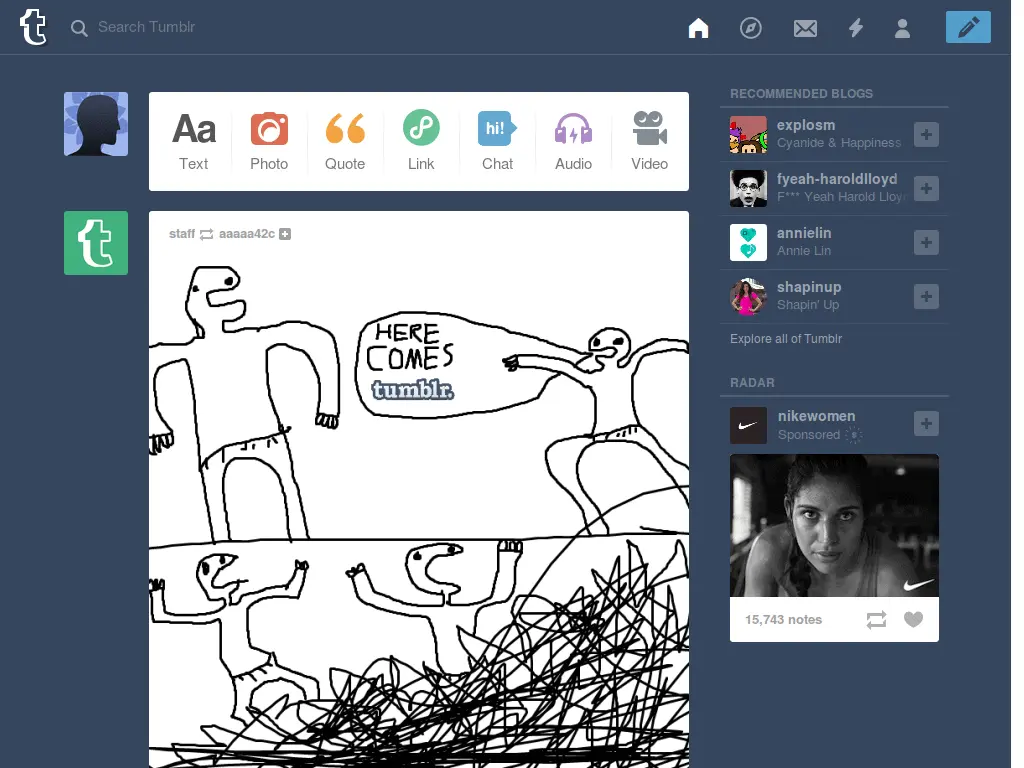 Search Tumblr
Aa
hi!
Text
Photo
Quote
Link
Chat
Audio
Video
staff aaaaa42c
HERE
COMES
tumblr.
RECOMMENDED BLOGS
explosm
Cyanide & Happiness
fyeah-haroldlloyd
F*** Yeah Harold Lloy
annielin
Annie Lin
shapinup
Shapin' Up
Explore all of Tumblr
RADAR
nikewomen
Sponsored
15,743 notes